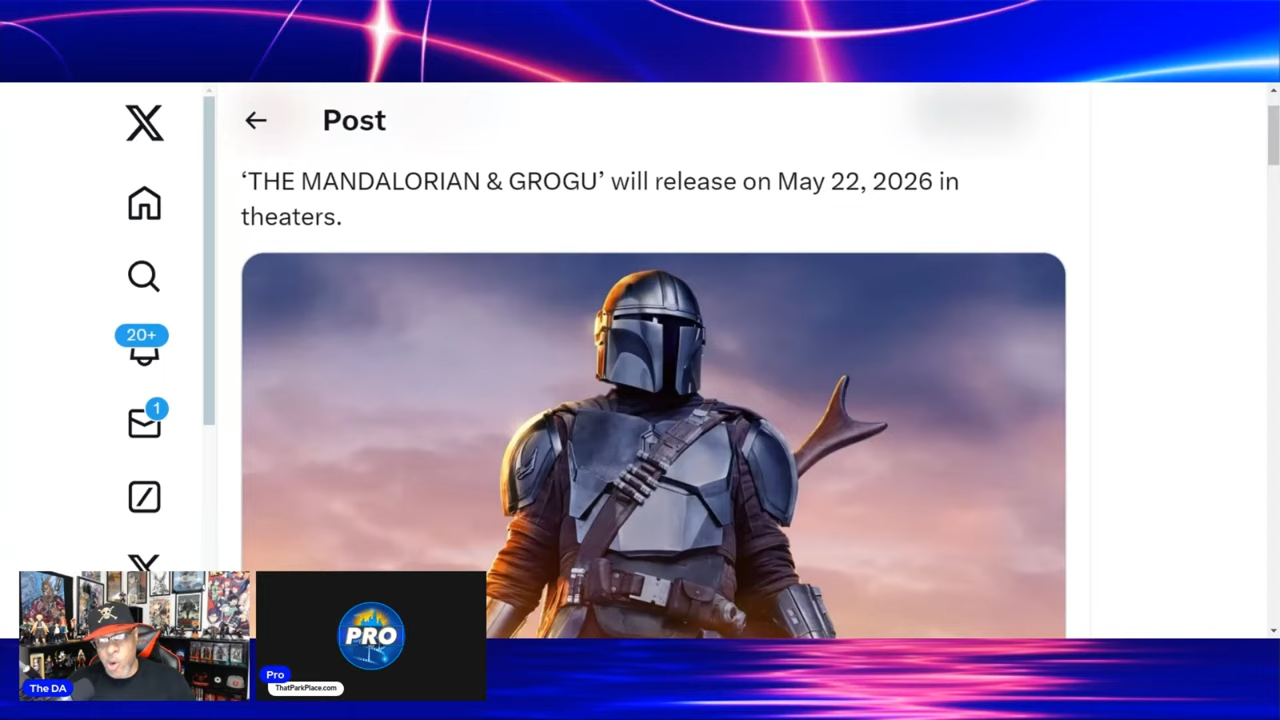 Post
‘THE MANDALORIAN & GROGU’ will release on May 22, 2026 in
theaters.
20+
1
The DA
PRO
Pro
ThatParkPlace.com